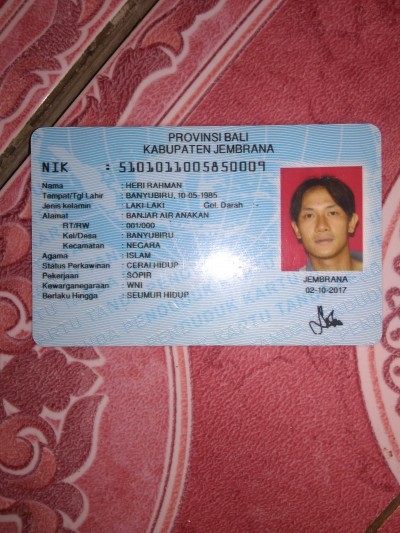 PROVINSI BALI
KABUPATEN JEMBRANA
NIK : 5101011005850009
Nama : HERI RAHMAN
Tempat/Tgl Lahir : BANYUBIRU, 10-05-1985
Jenis kelamin : LAKI-LAKI Gol. Darah : -
Alamat : BANJAR AIR ANAKAN
RT/RW : 001/000
Kel/Desa : BANYUBIRU
Kecamatan : NEGARA
Agama : ISLAM
Status Perkawinan : CERAI HIDUP
Pekerjaan : SOPIR
Kewarganegaraan : WNI
Berlaku Hingga : SEUMUR HIDUP
JEMBRANA
02-10-2017